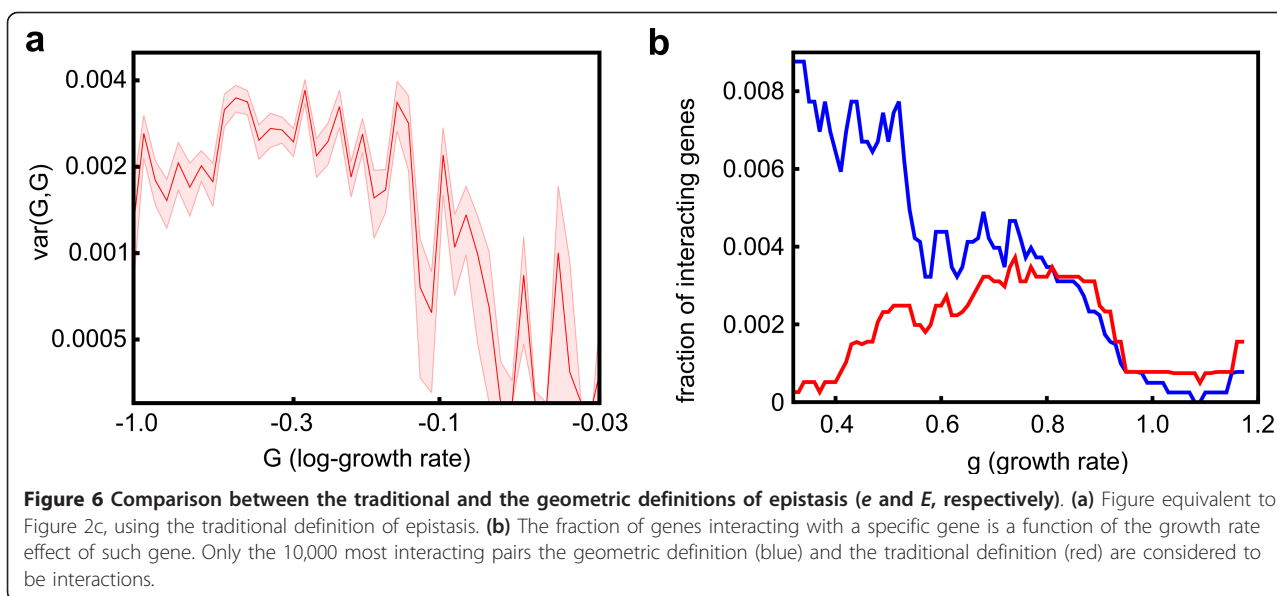 a
0.004
0.002
0.001
0.0005
var(G,G)
-1.0
-0.3
-0.1
-0.03
G (log-growth rate)
b
0.008
0.006
0.004
0.002
0
fraction of interacting genes
0.4
0.6
0.8
1.0
1.2
g (growth rate)
Figure 6 Comparison between the traditional and the geometric definitions of epistasis (e and E, respectively). (a) Figure equivalent to
Figure 2c, using the traditional definition of epistasis. (b) The fraction of genes interacting with a specific gene is a function of the growth rate
effect of such gene. Only the 10,000 most interacting pairs the geometric definition (blue) and the traditional definition (red) are considered to
be interactions.